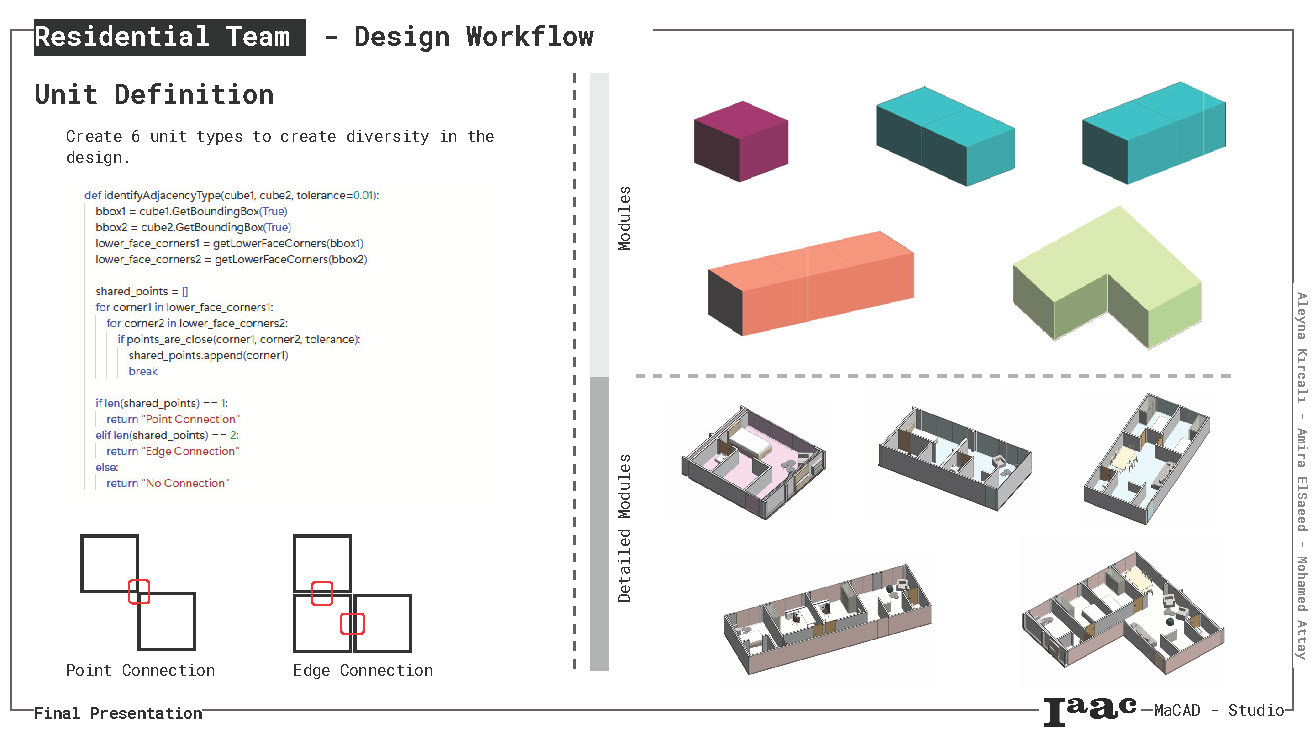 Residential Team - Design Workflow
Unit Definition
Create 6 unit types to create diversity in the
design.
def identifyAdjacencyType(cube1, cube2, tolerance=0.01):
bbox1 = cube1.GetBoundingBox(True)
bbox2 = cube2.GetBoundingBox(True)
lower_face_corners1 = getLowerFaceCorners(bbox1)
lower_face_corners2 = getLowerFaceCorners(bbox2)
shared_points = []
for corner1 in lower_face_corners1:
for corner2 in lower_face_corners2:
if points_are_close(corner1, corner2, tolerance):
shared_points.append(corner1)
break
if len(shared_points) == 1:
return "Point Connection"
elif len(shared_points) == 2:
return "Edge Connection"
else:
return "No Connection"
Point Connection
Edge Connection
Modules
Detailed Modules
Aleyna Kırcalı - Amira ElSaeed - Mohamed Attay
Final Presentation
Iaac
MaCAD - Studio